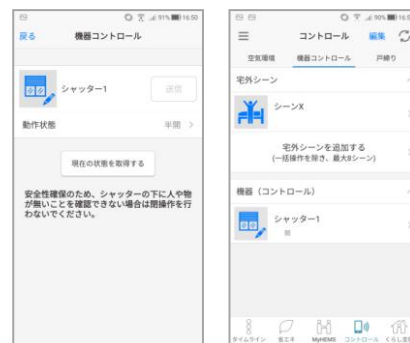 91% 16:50
戻る 機器コントロール
シャッター1 送信
動作状態 半開 >
現在の状態を取得する
安全性確保のため、シャッターの下に人や物
が無いことを確認できない場合は閉操作を行
わないでください。
90% 16:5
コントロール 編集
空気環境 機器コントロール 戸締り
宅外シーン
シーンX
宅外シーンを追加する
(一括操作を除き、最大8シーン)
機器（コントロール）
シャッター1
タイムライン 省エネ MyHEMS コントロール